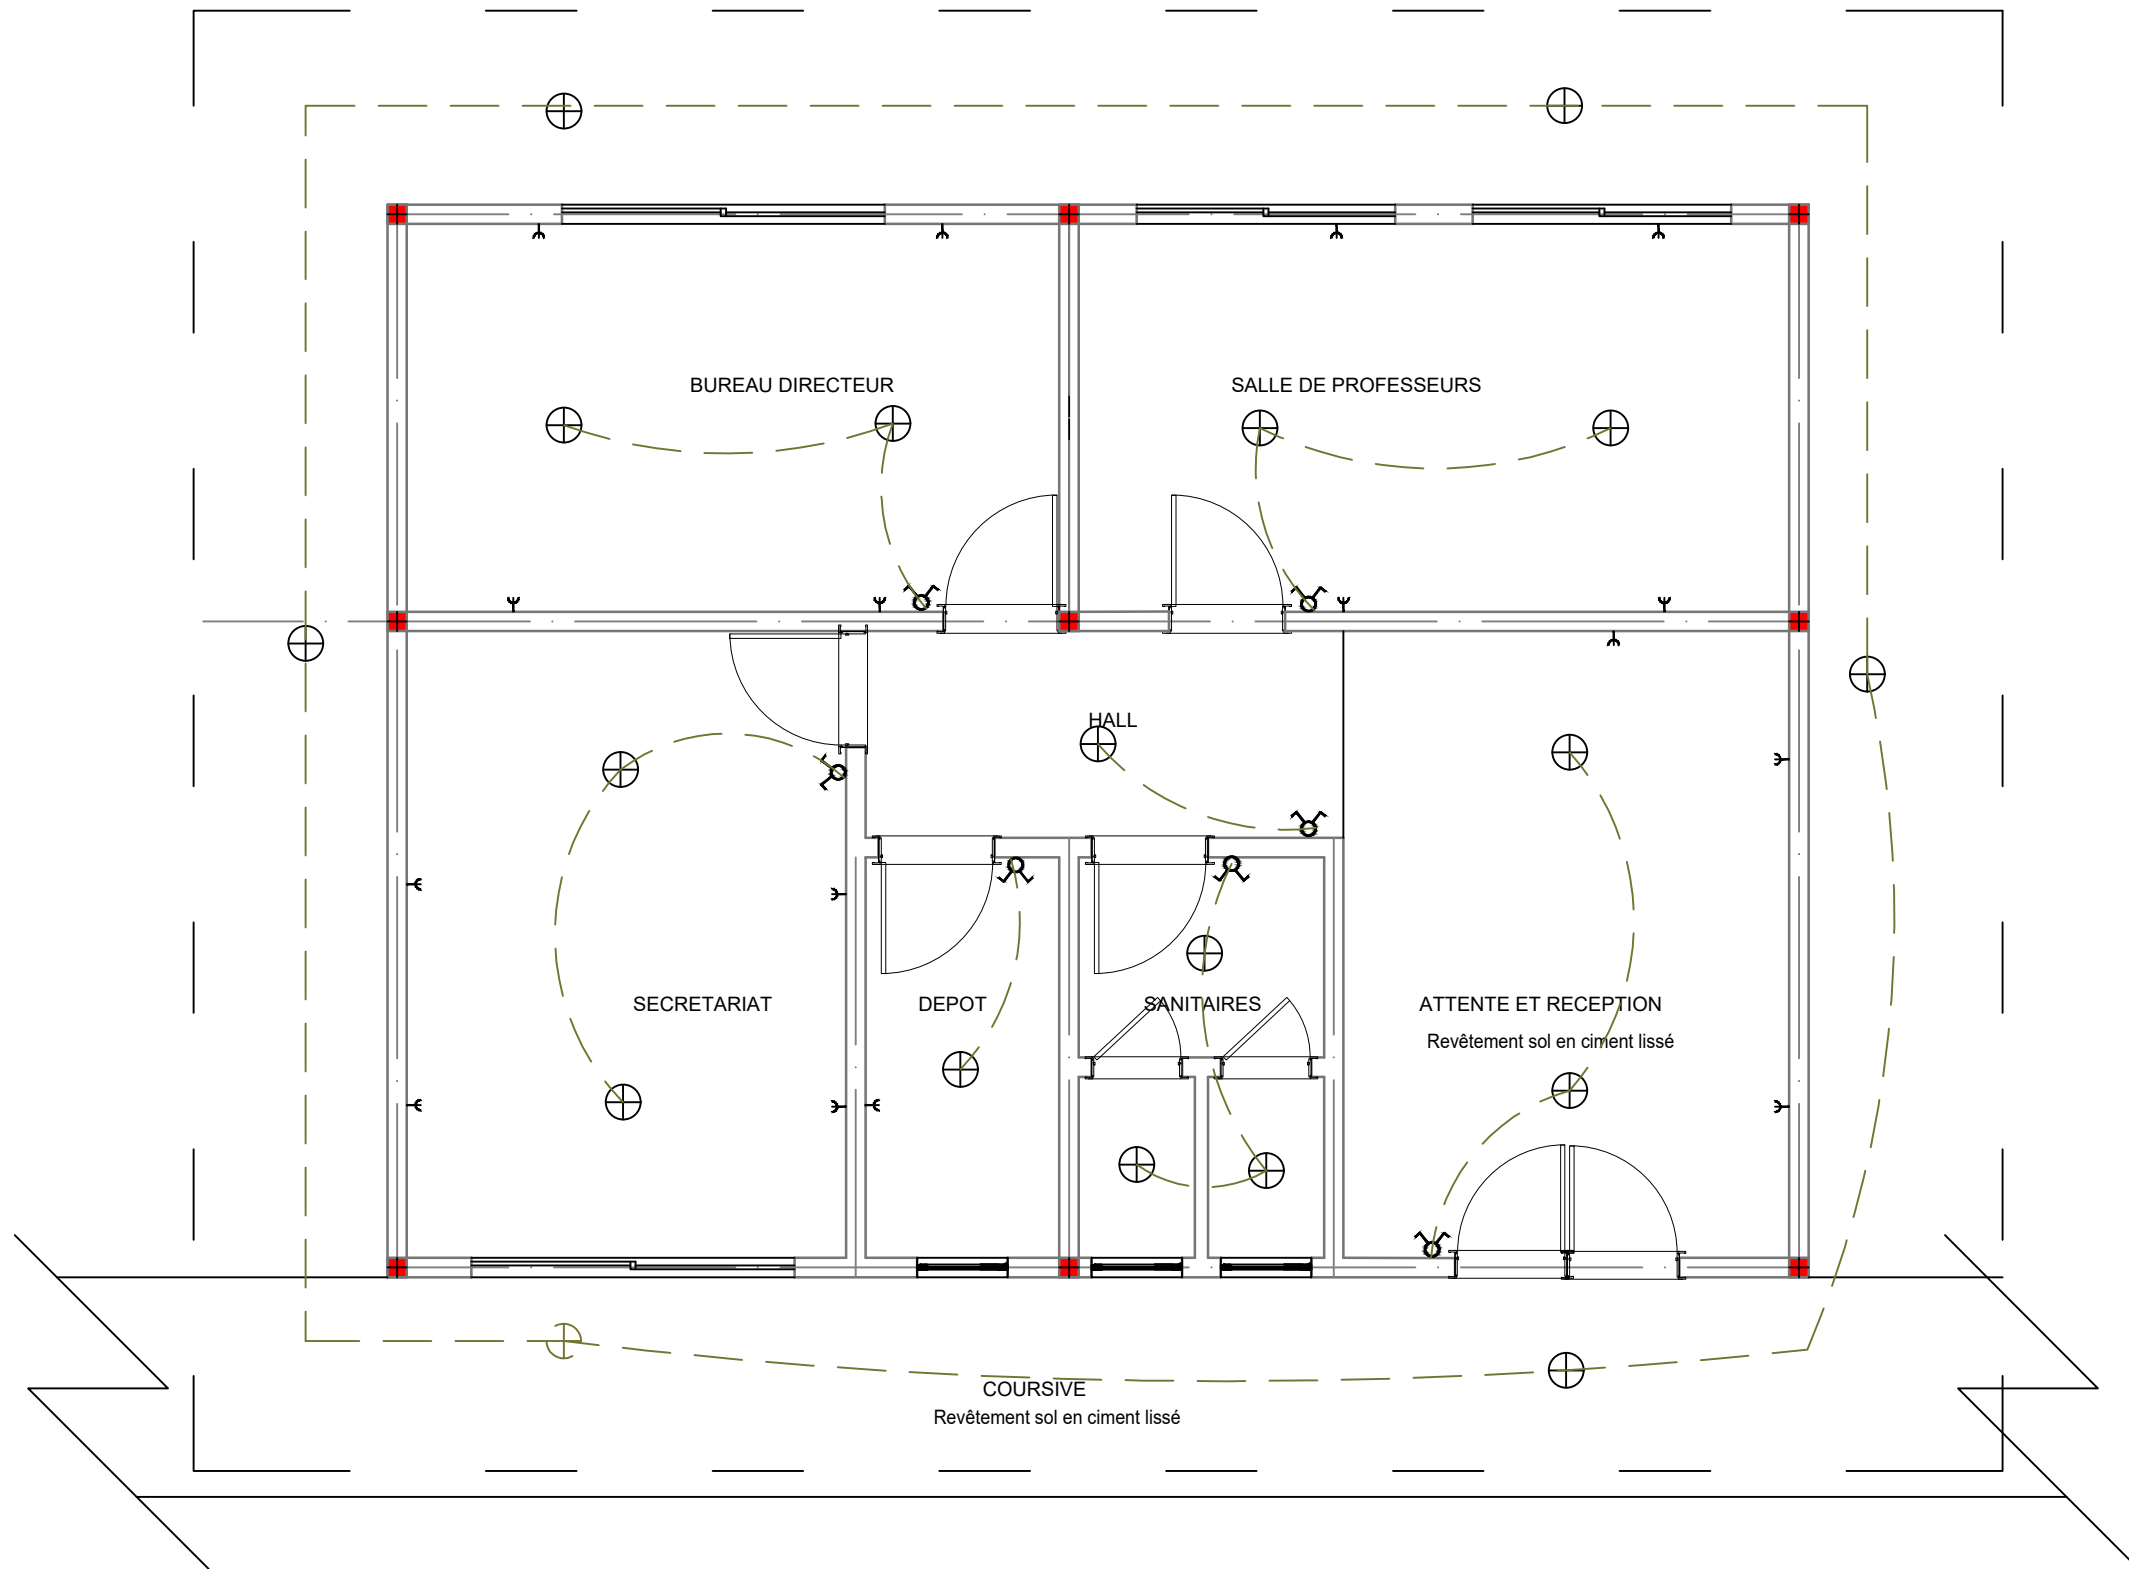 BUREAU DIRECTEUR
SALLE DE PROFESSEURS
HALL
SECRETARIAT
DEPOT
SANITAIRES
ATTENTE ET RECEPTION
Revêtement sol en ciment lissé
COURSIVE
Revêtement sol en ciment lissé